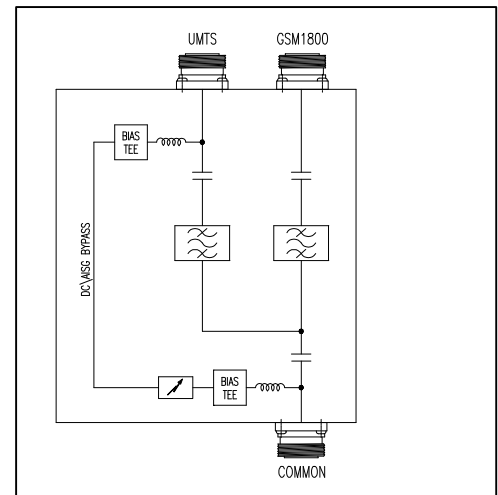 UMTS
GSM1800
BIAS
TEE
DC\AISG BYPASS
BIAS
TEE
COMMON